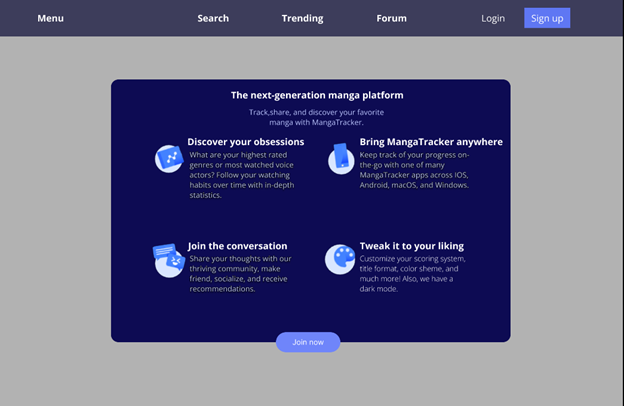 Menu
Search
Trending
Forum
Login
Sign up
The next-generation manga platform
Track,share, and discover your favorite
manga with MangaTracker.
Discover your obsessions
What are your highest rated
genres or most watched voice
actors? Follow your watching
habits over time with in-depth
statistics.
Bring MangaTracker anywhere
Keep track of your progress on-
the-go with one of many
MangaTracker apps across IOS,
Android, macOS, and Windows.
Join the conversation
Share your thoughts with our
thriving community, make
friend, socialize, and receive
recommendations.
Tweak it to your liking
Customize your scoring system,
title format, color sheme, and
much more! Also, we have a
dark mode.
Join now